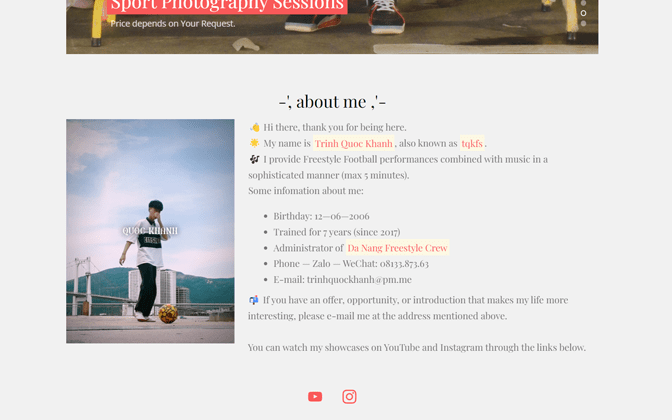 Sport Photography Sessions
Price depends on Your Request.
-', about me ,'-
👋 Hi there, thank you for being here.
🌟 My name is Trinh Quoc Khanh, also known as tqkfs.
🎶 I provide Freestyle Football performances combined with music in a
sophisticated manner (max 5 minutes).
Some infomation about me:
• Birthday: 12—06—2006
• Trained for 7 years (since 2017)
• Administrator of Da Nang Freestyle Crew
• Phone — Zalo — WeChat: 08133.873.63
• E-mail: trinhquockhanh@pm.me
📬 If you have an offer, opportunity, or introduction that makes my life more
interesting, please e-mail me at the address mentioned above.
You can watch my showcases on YouTube and Instagram through the links below.
QUOC KHANH